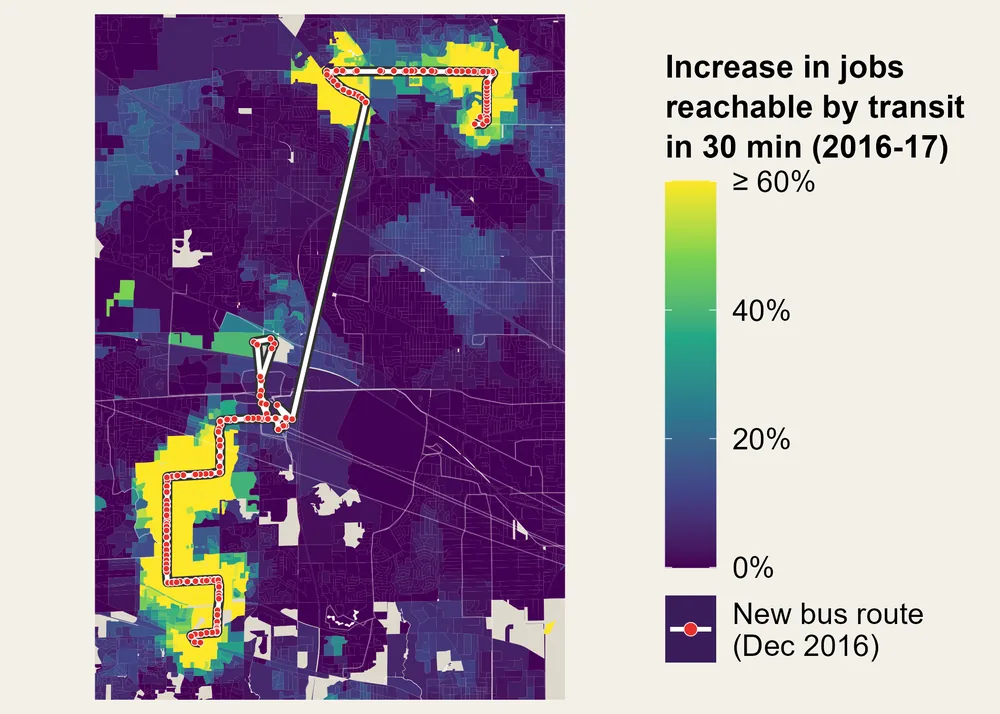 Increase in jobs
reachable by transit
in 30 min (2016-17)
≥ 60%
40%
20%
0%
New bus route
(Dec 2016)